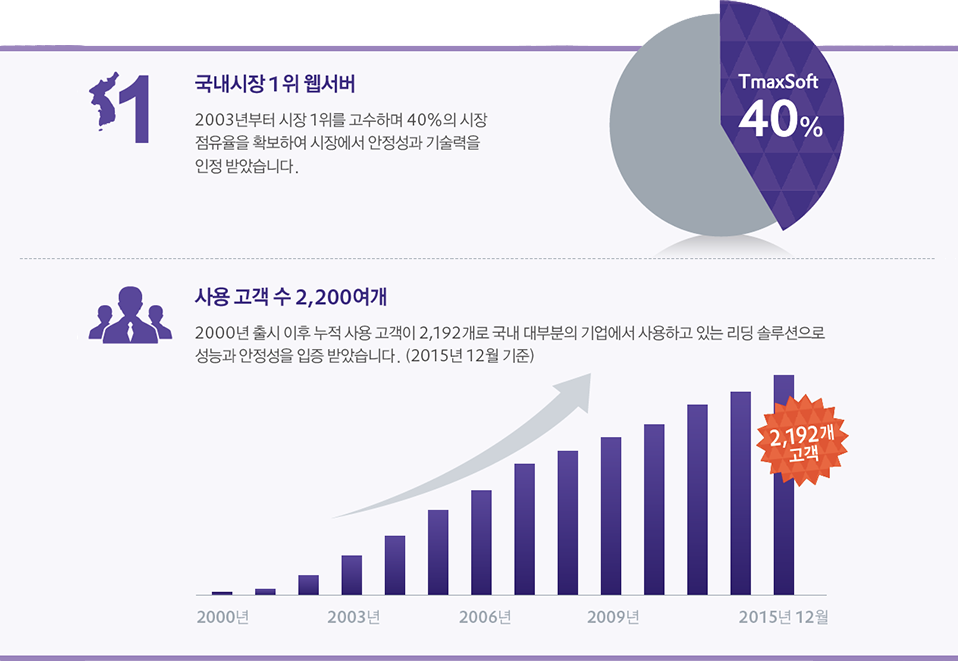 1
국내시장 1위 웹서버
2003년부터 시장 1위를 고수하며 40%의 시장
점유율을 확보하여 시장에서 안정성과 기술력을
인정 받았습니다.
TmaxSoft
40%
사용 고객 수 2,200여개
2000년 출시 이후 누적 사용 고객이 2,192개로 국내 대부분의 기업에서 사용하고 있는 리딩 솔루션으로
성능과 안정성을 입증 받았습니다. (2015년 12월 기준)
2,192개
고객
2000년 2003년 2006년 2009년 2015년 12월